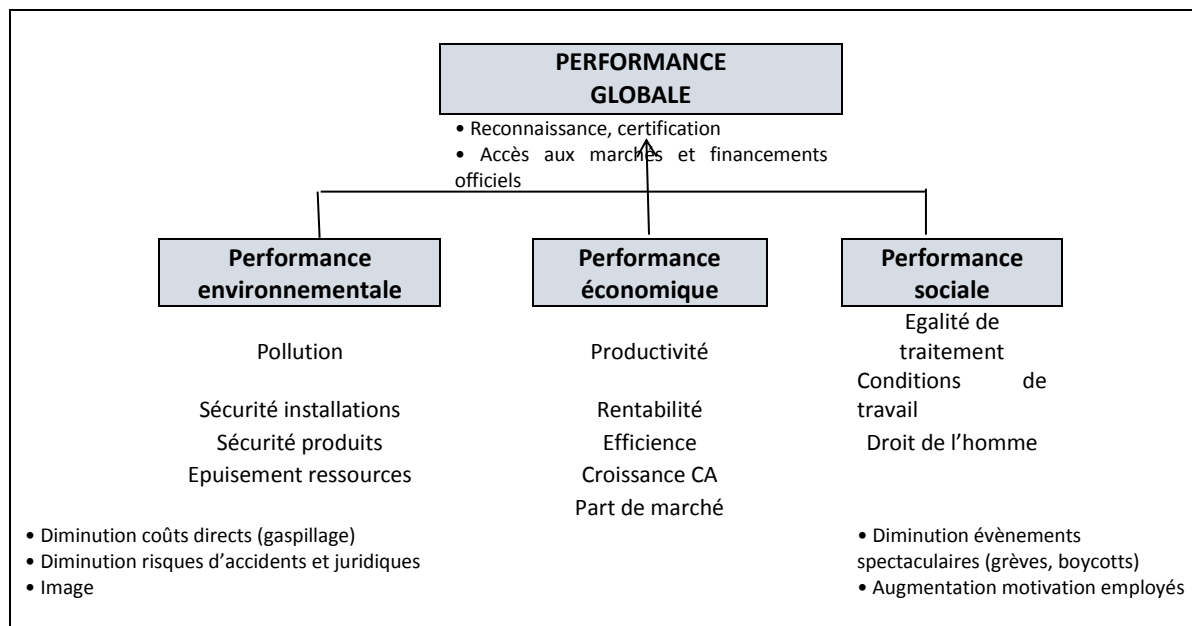 PERFORMANCE
GLOBALE
• Reconnaissance, certification
• Accès aux marchés et financements
officiels
Performance
environnementale
Pollution
Sécurité installations
Sécurité produits
Epuisement ressources
• Diminution coûts directs (gaspillage)
• Diminution risques d’accidents et juridiques
• Image
Performance
économique
Productivité
Rentabilité
Efficience
Croissance CA
Part de marché
Performance
sociale
Egalité de
traitement
Conditions de
travail
Droit de l’homme
• Diminution évènements
spectaculaires (grèves, boycotts)
• Augmentation motivation employés